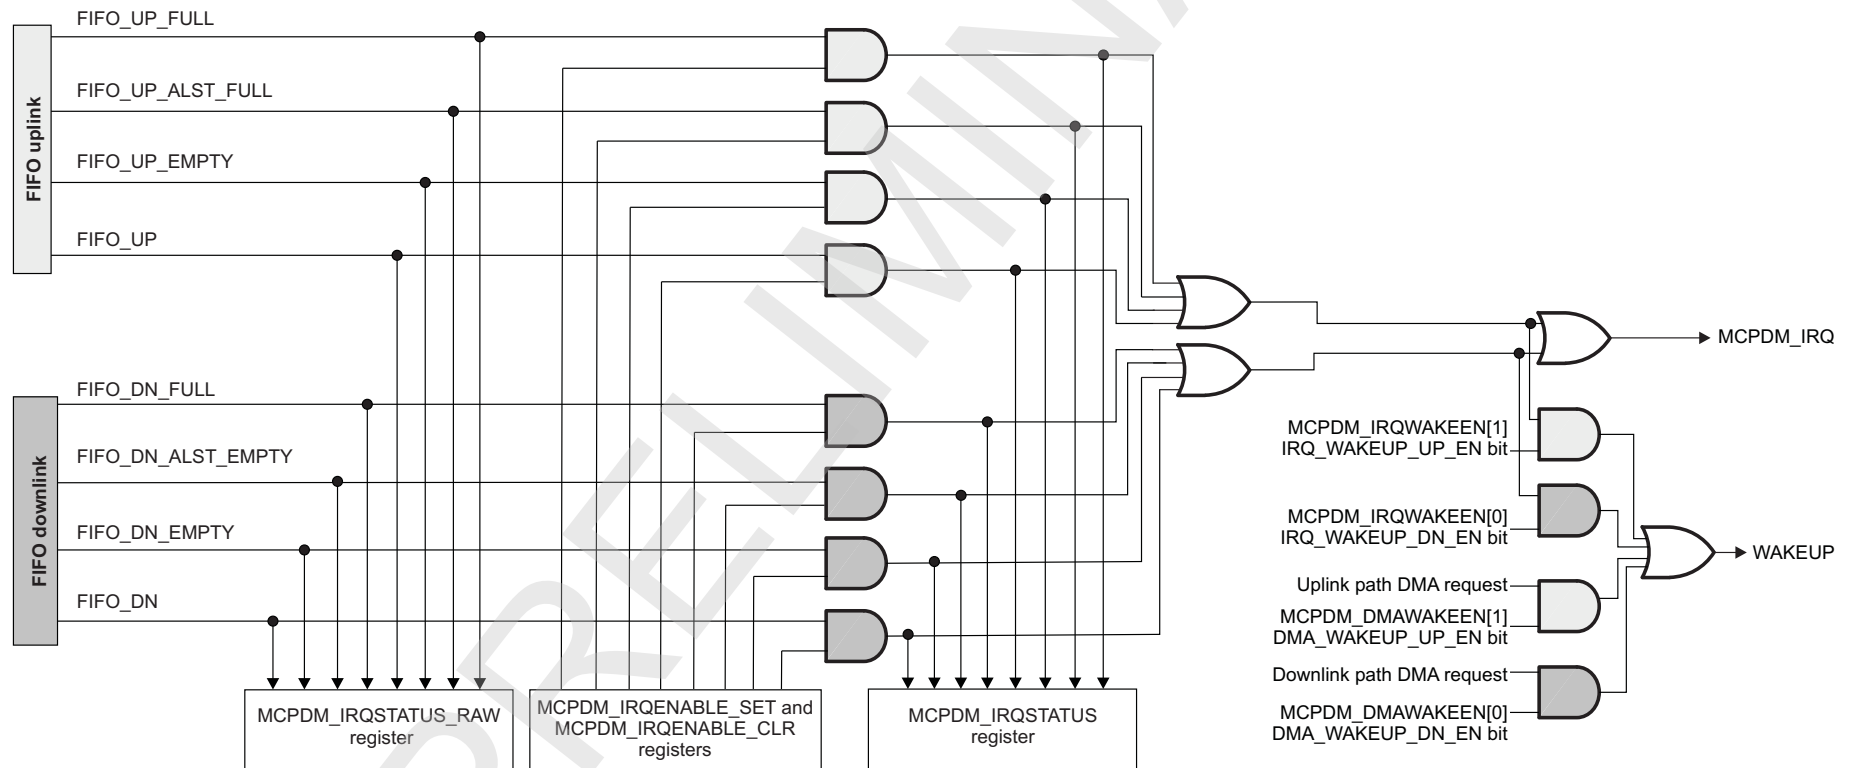 FIFO_UP_FULL
FIFO_UP_ALST_FULL
FIFO_UP_EMPTY
FIFO_UP
FIFO uplink
FIFO_DN_FULL
FIFO_DN_ALST_EMPTY
FIFO_DN_EMPTY
FIFO_DN
FIFO downlink
MCPDM_IRQSTATUS_RAW
register
MCPDM_IRQENABLE_SET and
MCPDM_IRQENABLE_CLR
registers
MCPDM_IRQSTATUS
register
MCPDM_IRQ
MCPDM_IRQWAKEEN[1]
IRQ_WAKEUP_UP_EN bit
MCPDM_IRQWAKEEN[0]
IRQ_WAKEUP_DN_EN bit
Uplink path DMA request
MCPDM_DMAWAKEEN[1]
DMA_WAKEUP_UP_EN bit
Downlink path DMA request
MCPDM_DMAWAKEEN[0]
DMA_WAKEUP_DN_EN bit
WAKEUP
PRELIMINA